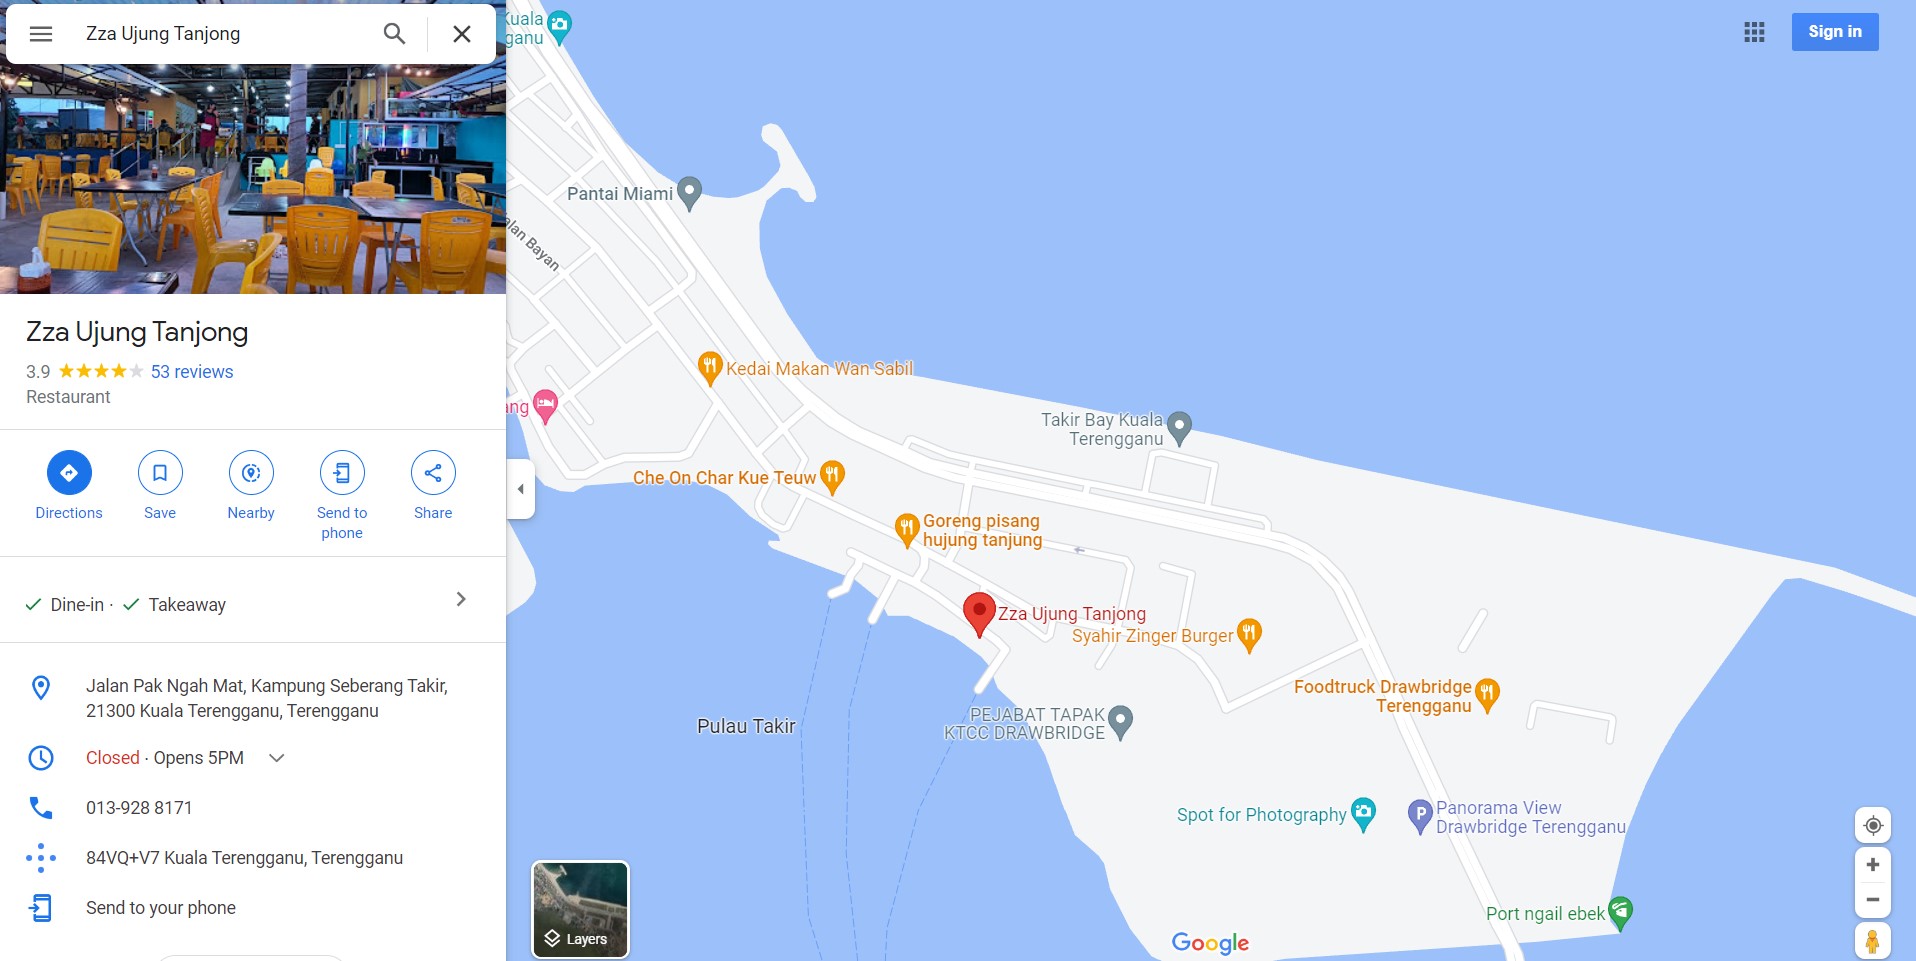 Zza Ujung Tanjong
Zza Ujung Tanjong
3.9
53 reviews
Restaurant
Directions
Save
Nearby
Send to
phone
Share
Dine-in ·
Takeaway
Jalan Pak Ngah Mat, Kampung Seberang Takir,
21300 Kuala Terengganu, Terengganu
Closed · Opens 5PM
013-928 8171
84VQ+V7 Kuala Terengganu, Terengganu
Send to your phone
Kuala
ganu
Sign in
Pantai Miami
alan Bayan
Kedai Makan Wan Sabil
ang
Takir Bay Kuala
Terengganu
Che On Char Kue Teuw
Goreng pisang
hujung tanjung
Zza Ujung Tanjong
Syahir Zinger Burger
Foodtruck Drawbridge
Terengganu
Pulau Takir
PEJABAT TAPAK
KTCC DRAWBRIDGE
Spot for Photography
P
Panorama View
Drawbridge Terengganu
Port ngail ebek
Layers
Google